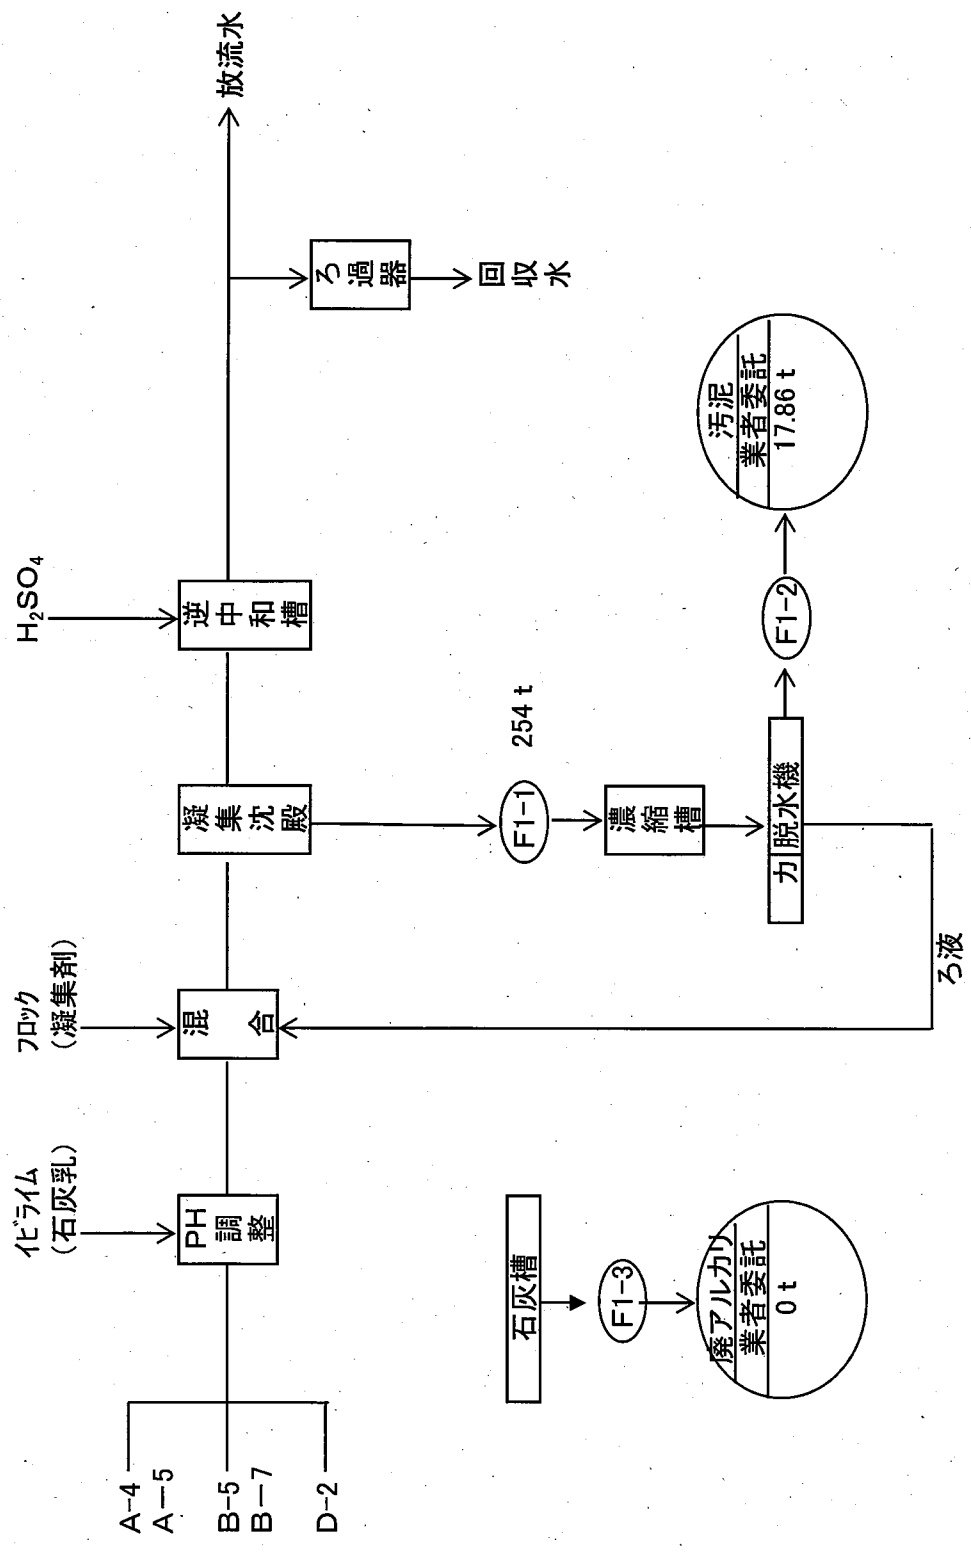 イビライム
(石灰乳)
フロック
(凝集剤)
H₂SO₄
A-4
A-5
B-5
B-7
D-2
PH
調
整
混
合
凝
集
沈
殿
逆
中
和
槽
放流水
ろ
過
器
回
収
水
F1-1
254 t
濃
縮
槽
力 脱水機
ろ液
F1-2
汚泥
業者委託
17.86 t
石灰槽
F1-3
廃アルカリ
業者委託
0 t